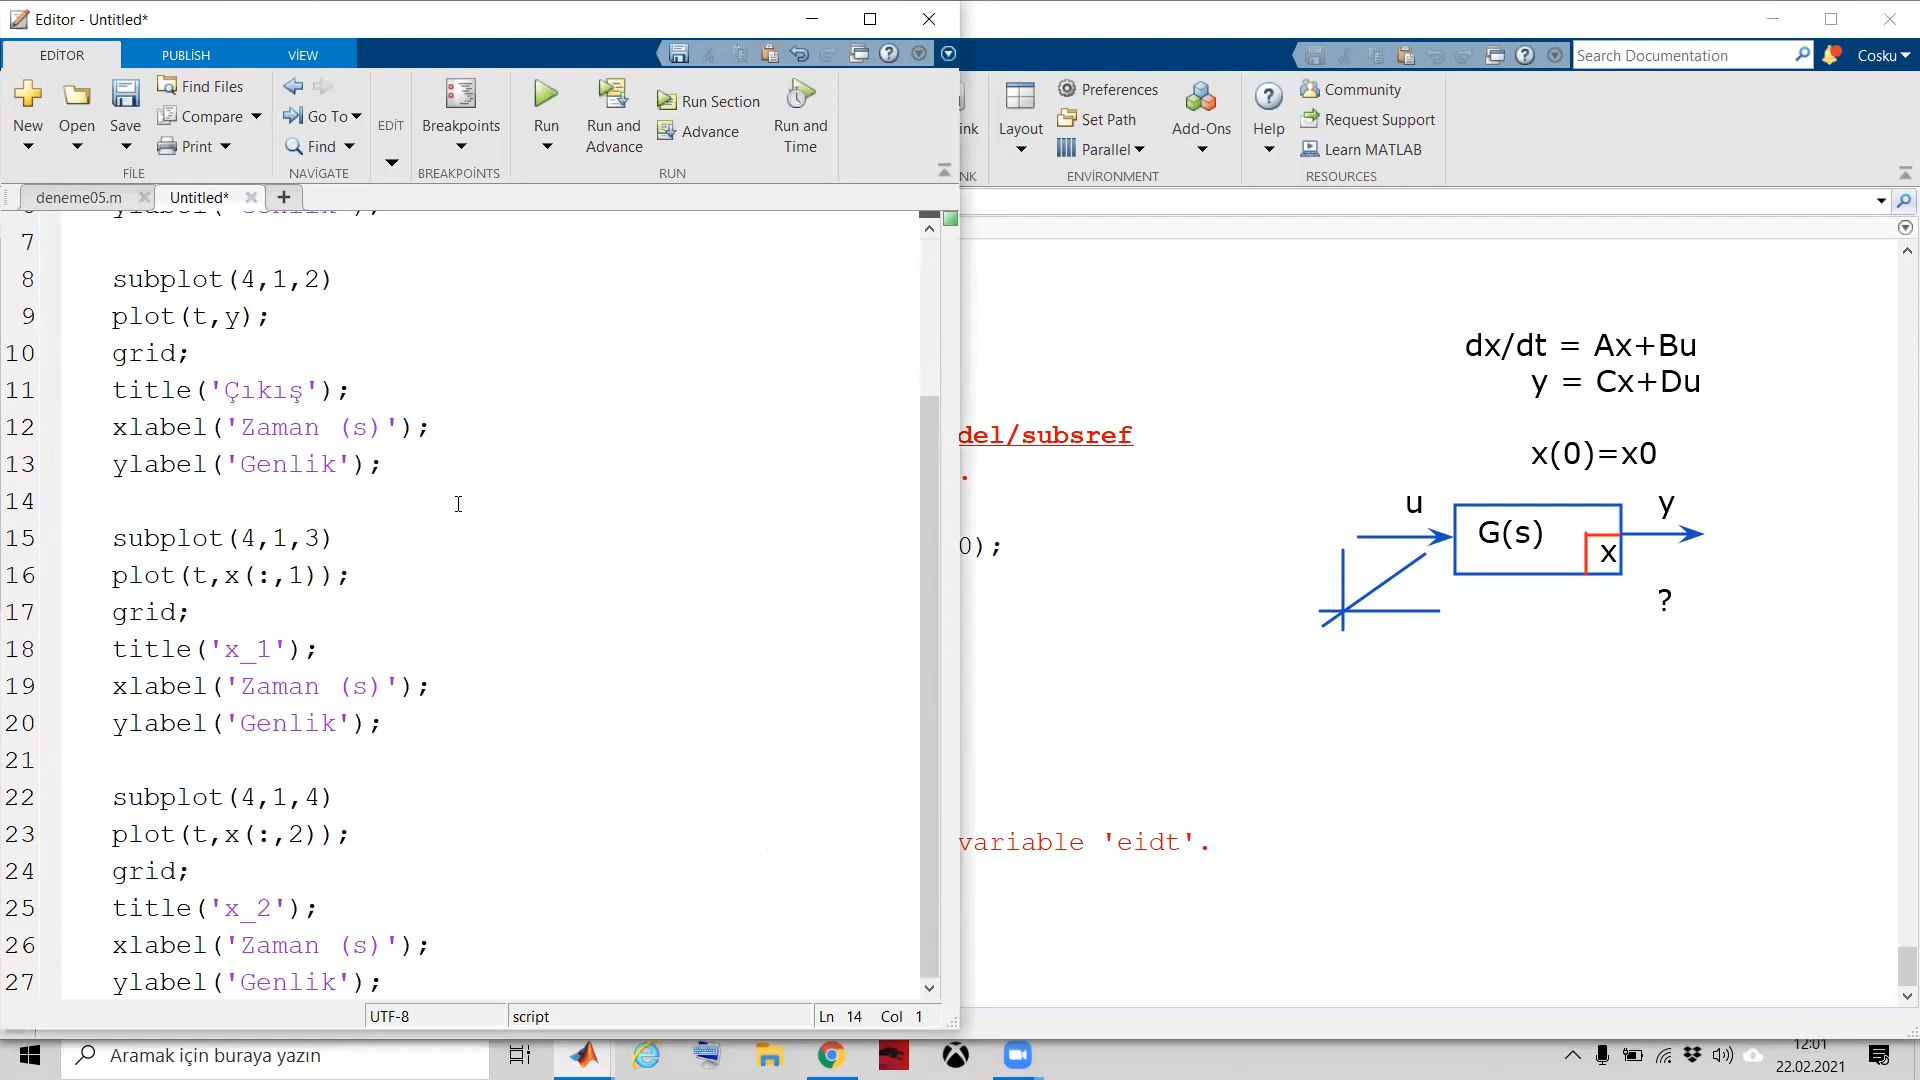 Editor - Untitled*
EDITOR PUBLISH VIEW
Search Documentation Cosku
New Open Save Find Files Compare Print Go To Find EDIT Breakpoints Run Run and Advance Run Section Advance Run and Time
FILE NAVIGATE BREAKPOINTS RUN
Layout Preferences Set Path Parallel Add-Ons Help Community Request Support Learn MATLAB
ENVIRONMENT RESOURCES
deneme05.m Untitled*
7
8 subplot(4,1,2)
9 plot(t,y);
10 grid;
11 title('Çıkış');
12 xlabel('Zaman (s)');
13 ylabel('Genlik');
14
15 subplot(4,1,3)
16 plot(t,x(:,1));
17 grid;
18 title('x_1');
19 xlabel('Zaman (s)');
20 ylabel('Genlik');
21
22 subplot(4,1,4)
23 plot(t,x(:,2));
24 grid;
25 title('x_2');
26 xlabel('Zaman (s)');
27 ylabel('Genlik');
UTF-8 script Ln 14 Col 1
del/subsref
.
0);
variable 'eidt'.
dx/dt = Ax+Bu
y = Cx+Du
x(0)=x0
u G(s) x y
?
Aramak için buraya yazın
12:01
22.02.2021